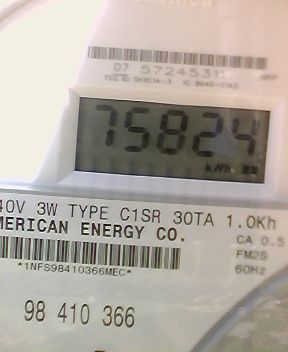 07 5724531
75824
kWh
40V 3W TYPE C1SR 30TA 1.0Kh
MERICAN ENERGY CO.
CA 0.5
*1NFS98410366MEC*
FM2S
60Hz
98 410 366